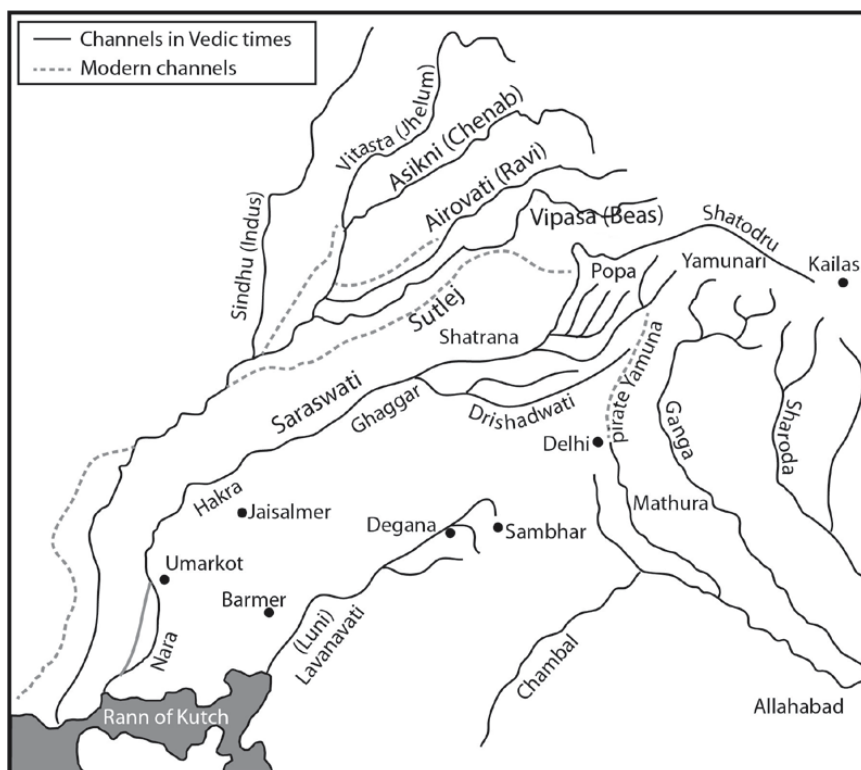 Channels in Vedic times
Modern channels
Sindhu (Indus)
Vitasta (Jhelum)
Asikni (Chenab)
Airovati (Ravi)
Vipasa (Beas)
Shatodru
Popa
Yamunari
Kailas
Sutlej
Shatrana
Saraswati
Ghaggar
Drishadwati
pirate Yamuna
Ganga
Sharoda
Delhi
Hakra
Jaisalmer
Degana
Sambhar
Mathura
Umarkot
Barmer
Nara
(Luni)
Lavanavati
Chambal
Allahabad
Rann of Kutch